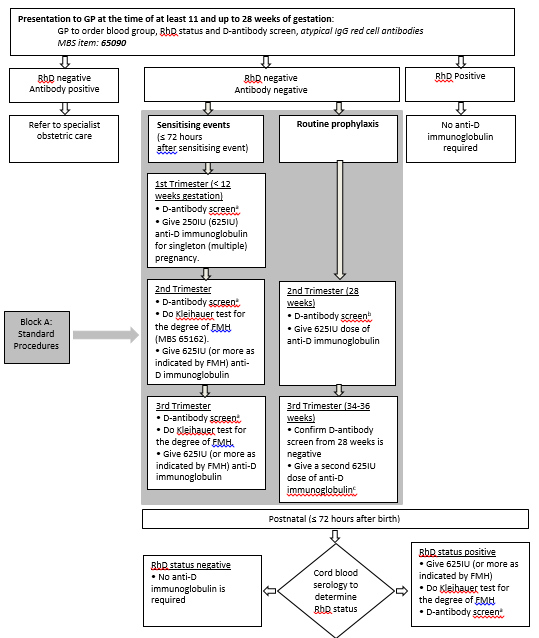 Presentation to GP at the time of at least 11 and up to 28 weeks of gestation:
GP to order blood group, RhD status and D-antibody screen, atypical IgG red cell antibodies
MBS item: 65090
RhD negative
Antibody positive
RhD negative
Antibody negative
RhD Positive
Refer to specialist
obstetric care
Sensitising events
(≤ 72 hours
after sensitising event)
Routine prophylaxis
No anti-D
immunoglobulin
required
1st Trimester (< 12
weeks gestation)
• D-antibody screenᵃ
• Give 250IU (625IU)
anti-D immunoglobulin
for singleton (multiple)
pregnancy.
2nd Trimester
• D-antibody screenᵃ
• Do Kleihauer test for
the degree of FMH
(MBS 65162).
• Give 625IU (or more as
indicated by FMH) anti-
D immunoglobulin
2nd Trimester (28
weeks)
• D-antibody screenᵇ
• Give 625IU dose of
anti-D immunoglobulin
Block A:
Standard
Procedures
3rd Trimester
• D-antibody screenᵃ
• Do Kleihauer test for
the degree of FMH.
• Give 625IU (or more as
indicated by FMH) anti-D
immunoglobulin
3rd Trimester (34-36
weeks)
• Confirm D-antibody
screen from 28 weeks is
negative
• Give a second 625IU
dose of anti-D
immunoglobulinᶜ
Postnatal (≤ 72 hours after birth)
RhD status negative
• No anti-D
immunoglobulin is
required
Cord blood
serology to
determine
RhD status
RhD status positive
• Give 625IU (or more as
indicated by FMH)
• Do Kleihauer test for
the degree of FMH
• D-antibody screenᵃ